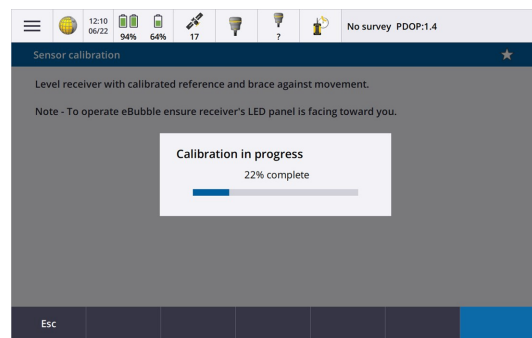 12:10
06/22
94%
64%
17
?
No survey PDOP:1.4
Sensor calibration
Level receiver with calibrated reference and brace against movement.
Note - To operate eBubble ensure receiver's LED panel is facing toward you.
Calibration in progress
22% complete
Esc